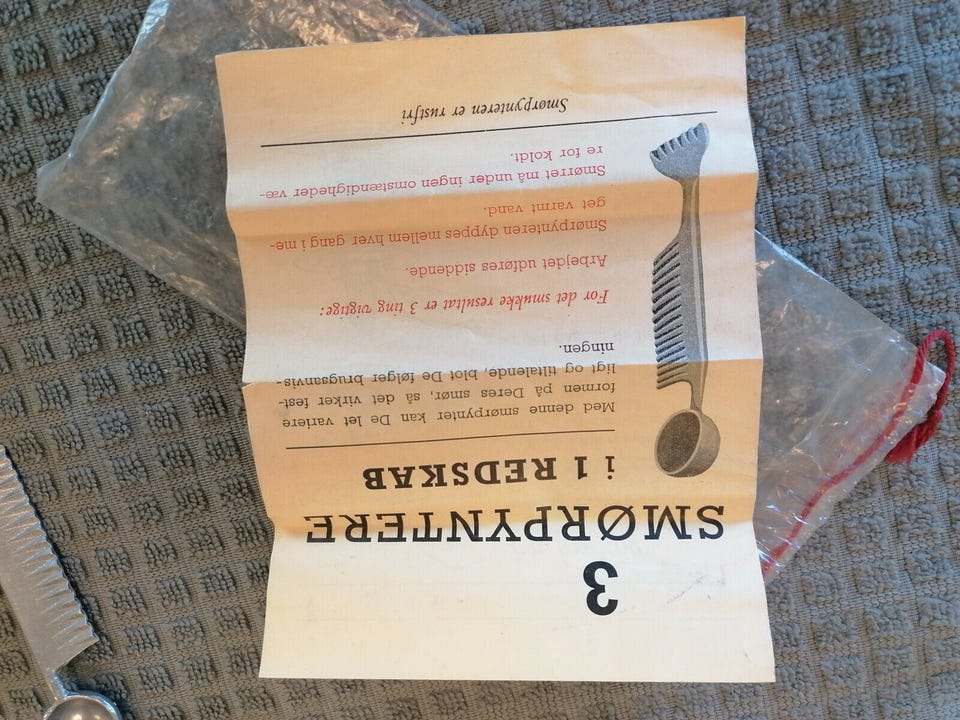 3
SMØRPYNTERE
i 1 REDSKAB
Med denne smørpynter kan De let variere
formen på Deres smør, så det virker fest-
ligt og tiltalende, blot De følger brugsanvis-
ningen.
For det smukke resultat er 3 ting vigtige:
Arbejdet udføres siddende.
Smørpynteren dyppes mellem hver gang i me-
get varmt vand.
Smørret må under ingen omstændigheder væ-
re for koldt.
Smørpynteren er rustfri